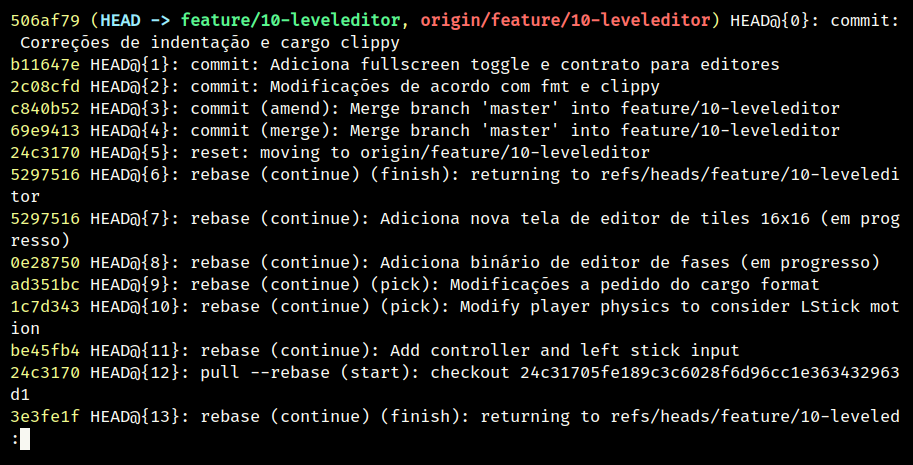 506af79 (HEAD -> feature/10-leveleditor, origin/feature/10-leveleditor) HEAD@{0}: commit:
 Correções de indentação e cargo clippy
b11647e HEAD@{1}: commit: Adiciona fullscreen toggle e contrato para editores
2c08cfd HEAD@{2}: commit: Modificações de acordo com fmt e clippy
c840b52 HEAD@{3}: commit (amend): Merge branch 'master' into feature/10-leveleditor
69e9413 HEAD@{4}: commit (merge): Merge branch 'master' into feature/10-leveleditor
24c3170 HEAD@{5}: reset: moving to origin/feature/10-leveleditor
5297516 HEAD@{6}: rebase (continue) (finish): returning to refs/heads/feature/10-leveledi
tor
5297516 HEAD@{7}: rebase (continue): Adiciona nova tela de editor de tiles 16x16 (em prog
resso)
0e28750 HEAD@{8}: rebase (continue): Adiciona binário de editor de fases (em progresso)
ad351bc HEAD@{9}: rebase (continue) (pick): Modificações a pedido do cargo format
1c7d343 HEAD@{10}: rebase (continue) (pick): Modify player physics to consider LStick mot
ion
be45fb4 HEAD@{11}: rebase (continue): Add controller and left stick input
24c3170 HEAD@{12}: pull --rebase (start): checkout 24c31705fe189c3c6028f6d96cc1e363432963
d1
3e3fe1f HEAD@{13}: rebase (continue) (finish): returning to refs/heads/feature/10-leveled
: